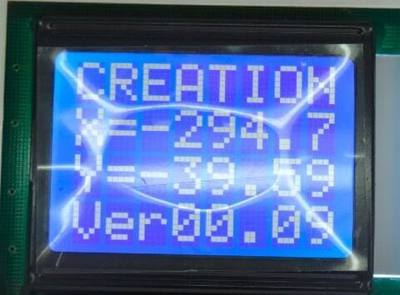 CREATION
X=-294.7
Y=-39.59
Ver00.09